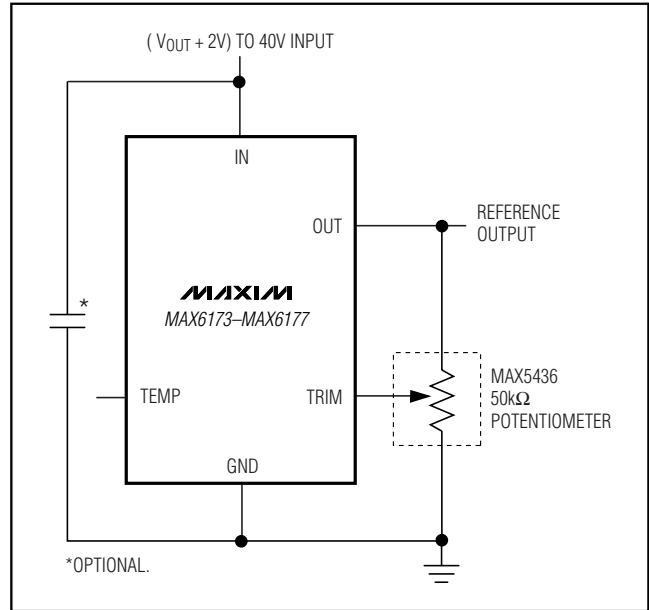 ( VOUT + 2V) TO 40V INPUT
IN
OUT
REFERENCE
OUTPUT
MAXIM
MAX6173–MAX6177
*
TEMP
TRIM
MAX5436
50kΩ
POTENTIOMETER
GND
*OPTIONAL.